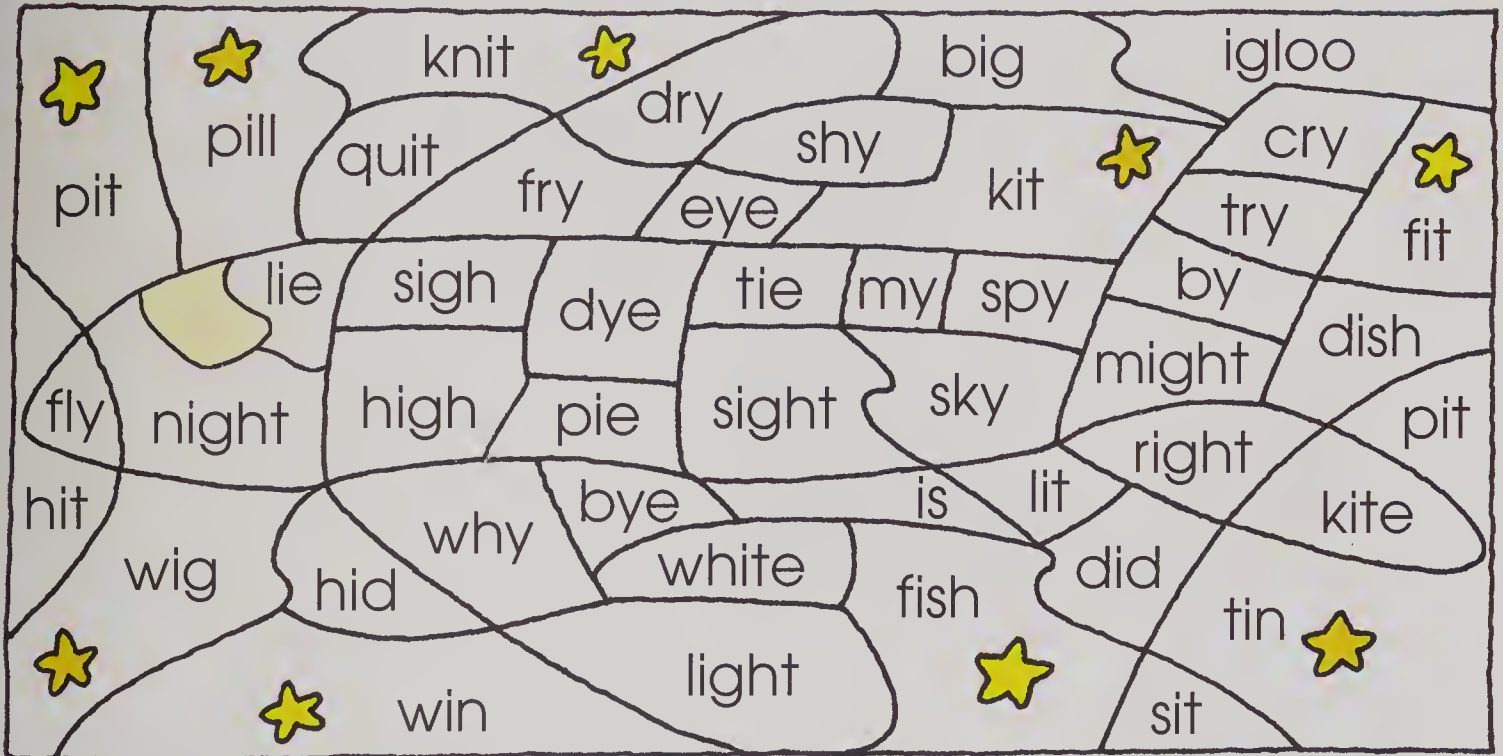 knit
big
igloo
pill
dry
quit
shy
cry
pit
fry
eye
kit
try
fit
lie
sigh
dye
tie
my
spy
by
dish
might
fly
night
high
pie
sight
sky
right
pit
hit
wig
why
bye
is
lit
kite
hid
white
fish
did
tin
win
light
sit